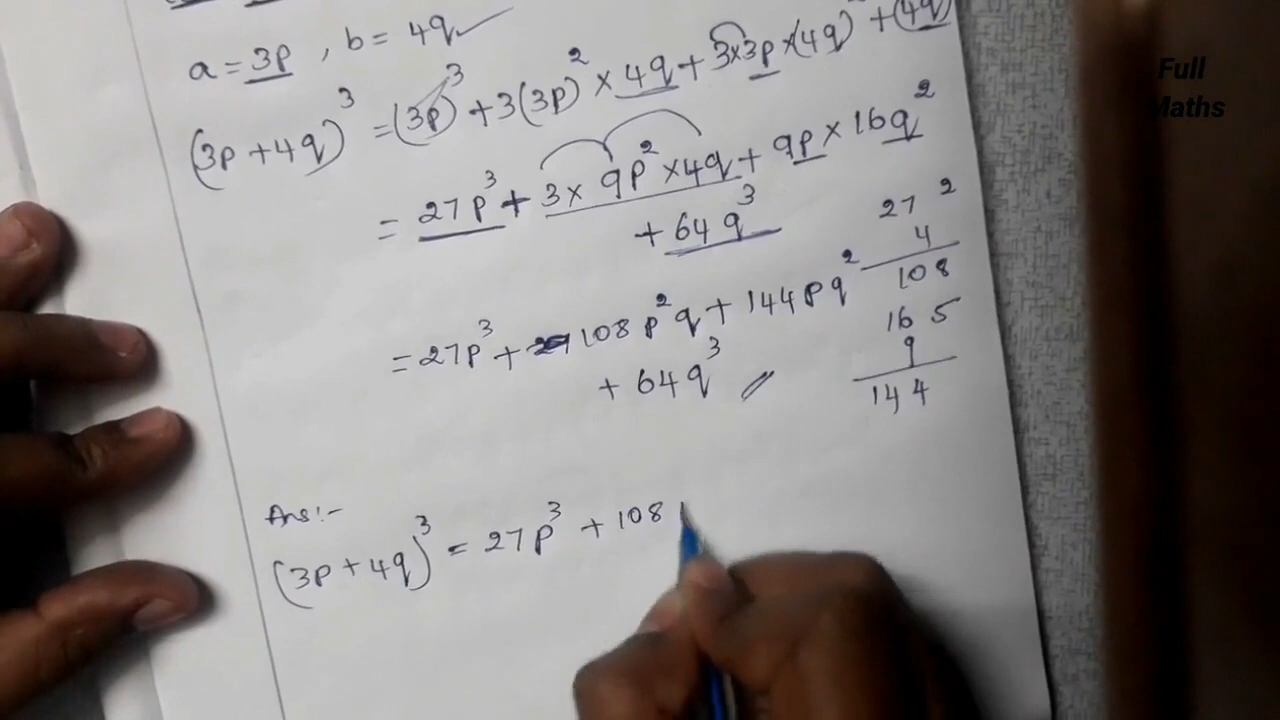 a = 3p , b = 4q ✓
(3p + 4q)³ = (3p)³ + 3(3p)² × 4q + 3×3p×(4q)² + (4q)
= 27p³ + 3 × 9p² × 4q + 9p × 16q²
+ 64q³
27 2
4
108
= 27p³ + 108p²q + 144pq²
+ 64q³ //
16 5
9
144
Ans:-
(3p + 4q)³ = 27p³ + 108
Full
Maths